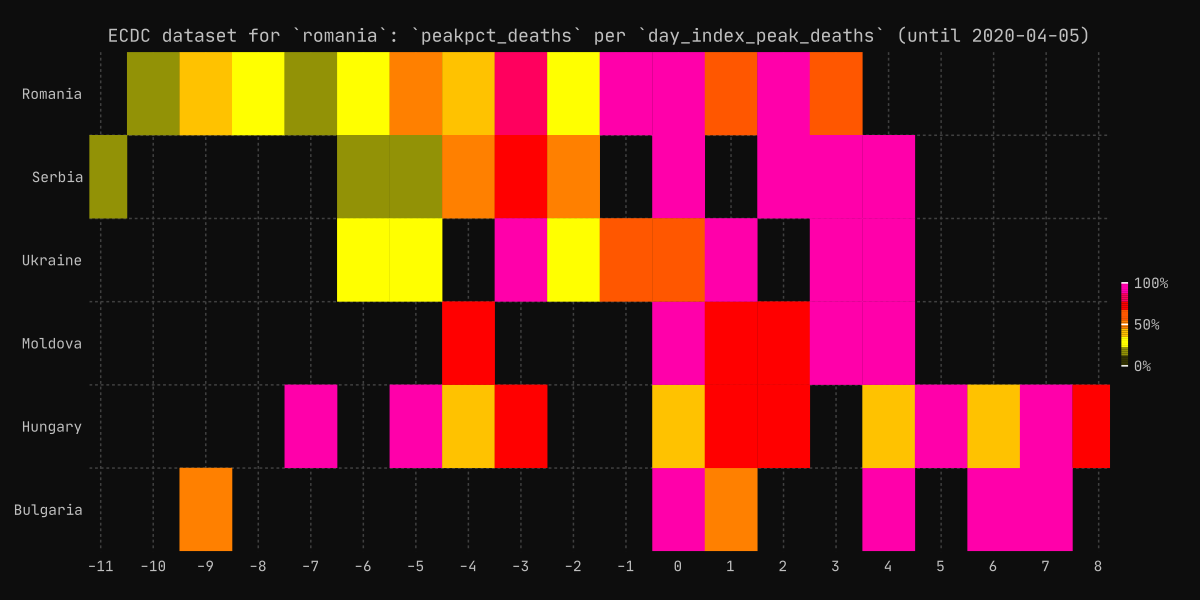 ECDC dataset for `romania`: `peakpct_deaths` per `day_index_peak_deaths` (until 2020-04-05)
Romania
Serbia
Ukraine
Moldova
Hungary
Bulgaria
100%
50%
0%
-11 -10 -9 -8 -7 -6 -5 -4 -3 -2 -1 0 1 2 3 4 5 6 7 8